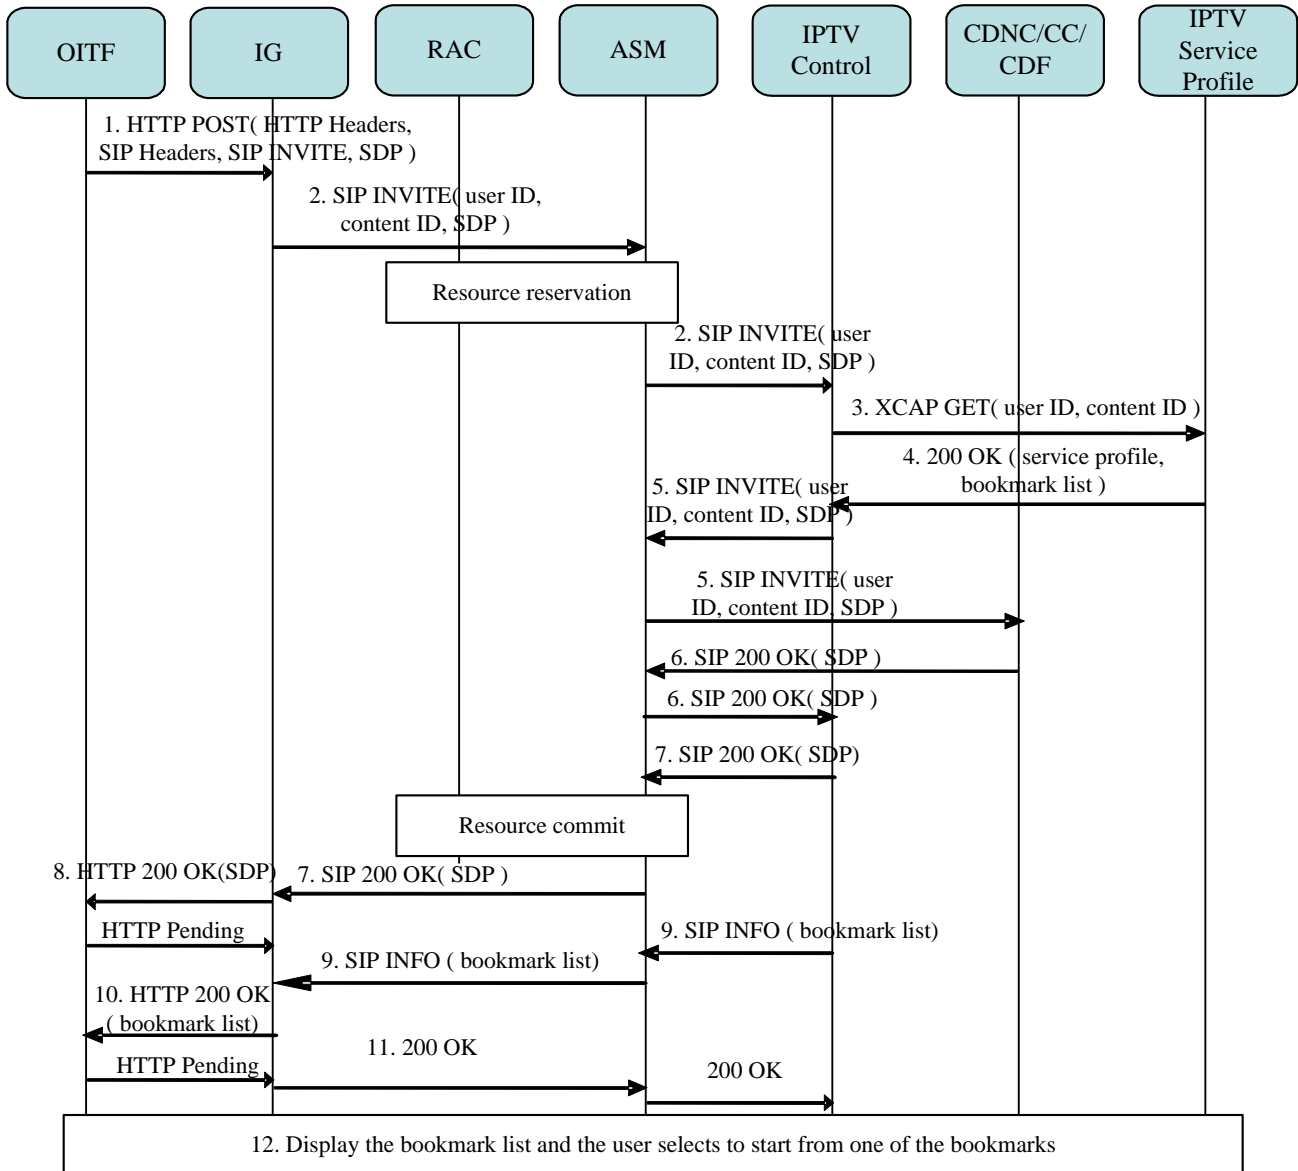 OITF
IG
RAC
ASM
IPTV
Control
CDNC/CC/
CDF
IPTV
Service
Profile
1. HTTP POST( HTTP Headers,
SIP Headers, SIP INVITE, SDP )
2. SIP INVITE( user ID,
content ID, SDP )
Resource reservation
2. SIP INVITE( user
ID, content ID, SDP )
3. XCAP GET( user ID, content ID )
4. 200 OK ( service profile,
bookmark list )
5. SIP INVITE( user
ID, content ID, SDP )
5. SIP INVITE( user
ID, content ID, SDP )
6. SIP 200 OK( SDP )
6. SIP 200 OK( SDP )
7. SIP 200 OK( SDP)
Resource commit
8. HTTP 200 OK(SDP)
7. SIP 200 OK( SDP )
HTTP Pending
9. SIP INFO ( bookmark list)
9. SIP INFO ( bookmark list)
10. HTTP 200 OK
( bookmark list)
11. 200 OK
HTTP Pending
200 OK
12. Display the bookmark list and the user selects to start from one of the bookmarks